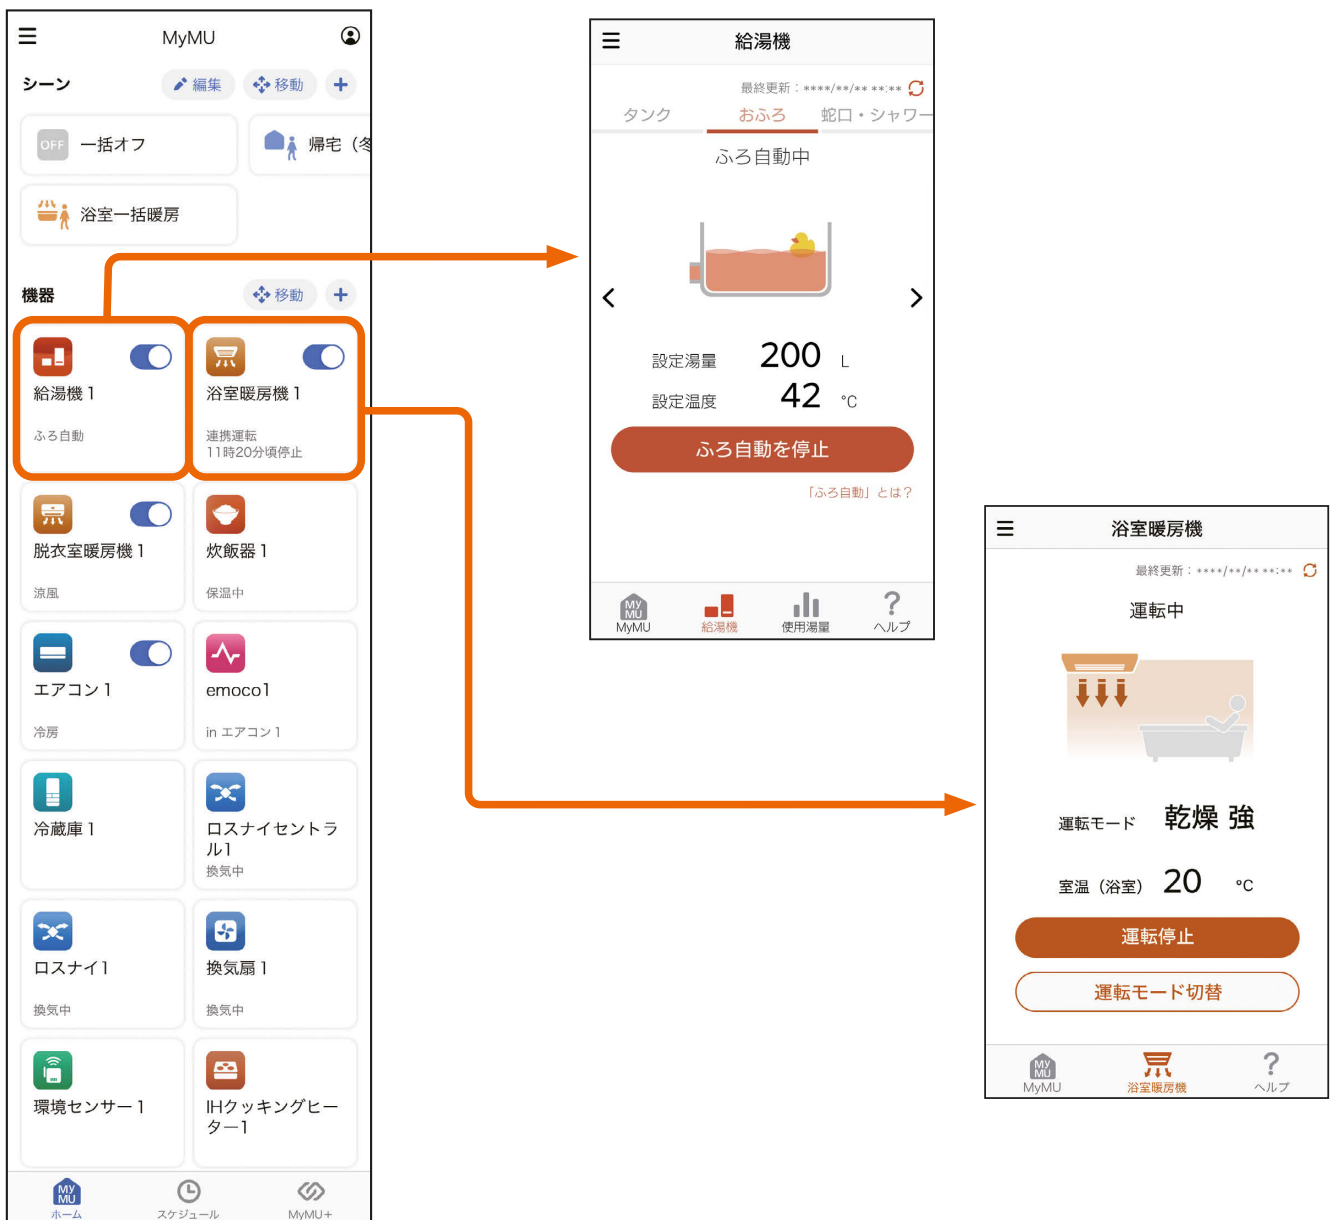 MyMU
シーン
編集
移動
OFF
一括オフ
帰宅（冬
浴室一括暖房
機器
移動
給湯機 1
ふろ自動
浴室暖房機 1
連携運転
11時20分頃停止
脱衣室暖房機 1
涼風
炊飯器 1
保温中
エアコン 1
冷房
emoco1
in エアコン 1
冷蔵庫 1
ロスナイセントラ
ル1
換気中
ロスナイ1
換気中
換気扇 1
換気中
環境センサー 1
IHクッキングヒー
ター1
MyMU
ホーム
スケジュール
MyMU+
給湯機
最終更新：****/**/** **:**
タンク
おふろ
蛇口・シャワー
ふろ自動中
設定湯量 200 L
設定温度 42 °C
ふろ自動を停止
「ふろ自動」とは？
MyMU
MyMU
給湯機
使用湯量
?
ヘルプ
浴室暖房機
最終更新：****/**/** **:**
運転中
運転モード 乾燥 強
室温（浴室） 20 °C
運転停止
運転モード切替
MyMU
MyMU
浴室暖房機
?
ヘルプ